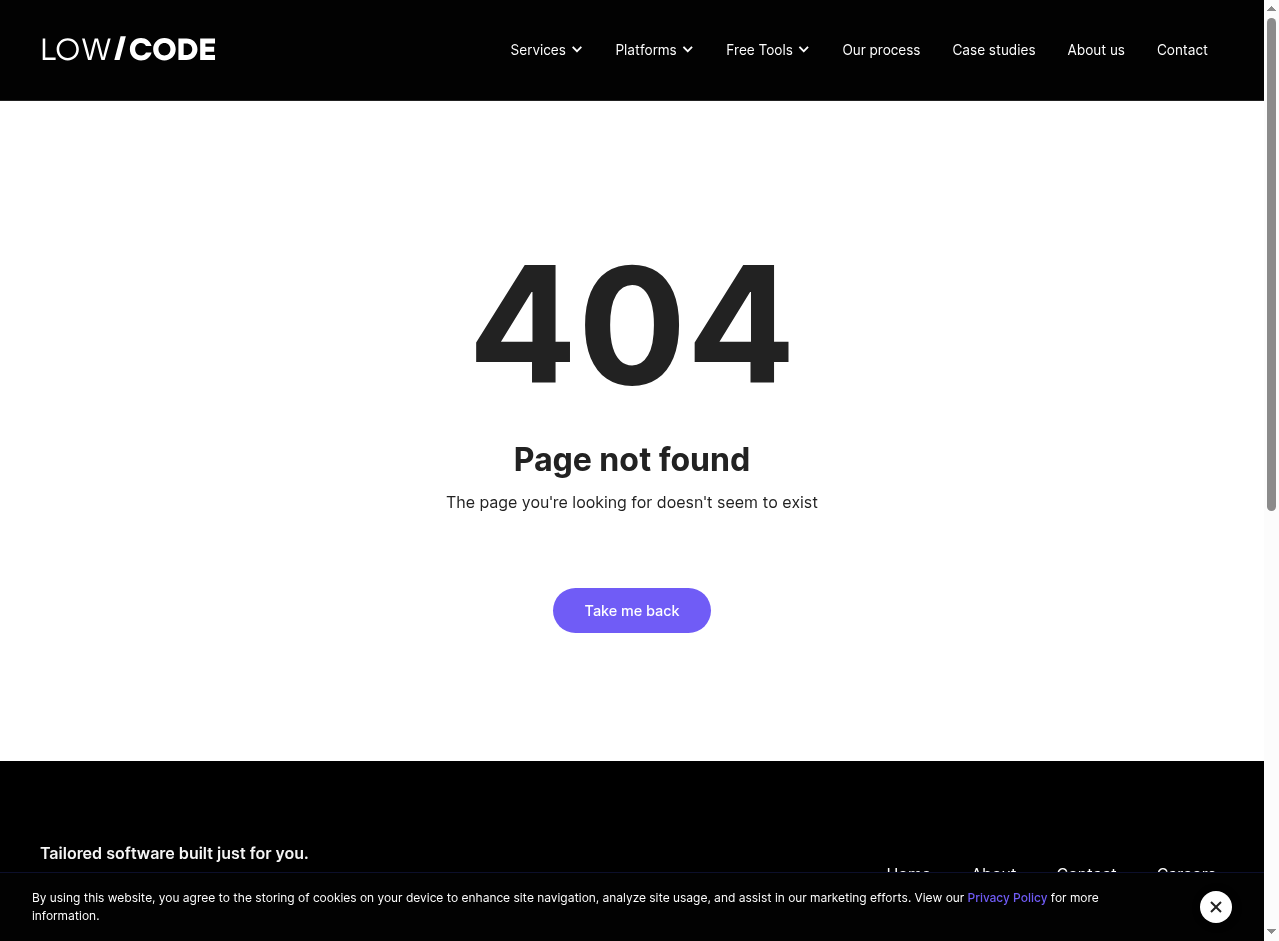 LOW/CODE
Services
Platforms
Free Tools
Our process
Case studies
About us
Contact
404
Page not found
The page you're looking for doesn't seem to exist
Take me back
Tailored software built just for you.
Home
About
Contact
Careers
By using this website, you agree to the storing of cookies on your device to enhance site navigation, analyze site usage, and assist in our marketing efforts. View our Privacy Policy for more
information.